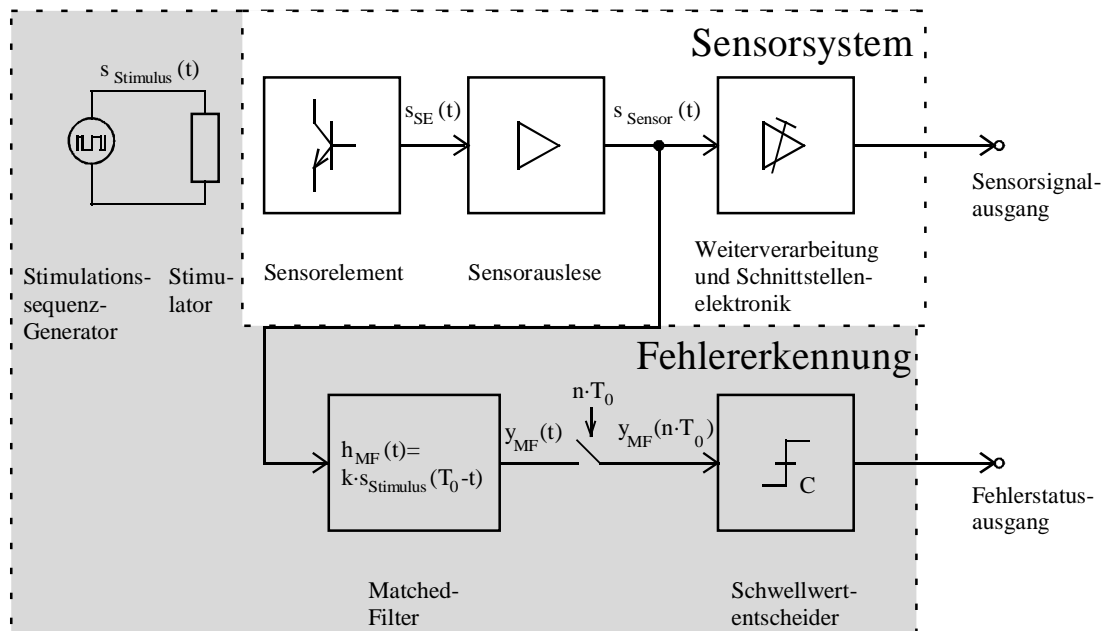 Sensorsystem
s Stimulus (t)
s SE (t)
s Sensor (t)
Sensorsignal-
ausgang
Stimulations-
sequenz-
Generator
Stimu-
lator
Sensorelement
Sensorauslese
Weiterverarbeitung
und Schnittstellen-
elektronik
Fehlererkennung
n·T0
h MF (t)=
k·s Stimulus (T0-t)
y MF (t)
y MF (n·T0)
C
Fehlerstatus-
ausgang
Matched-
Filter
Schwellwert-
entscheider